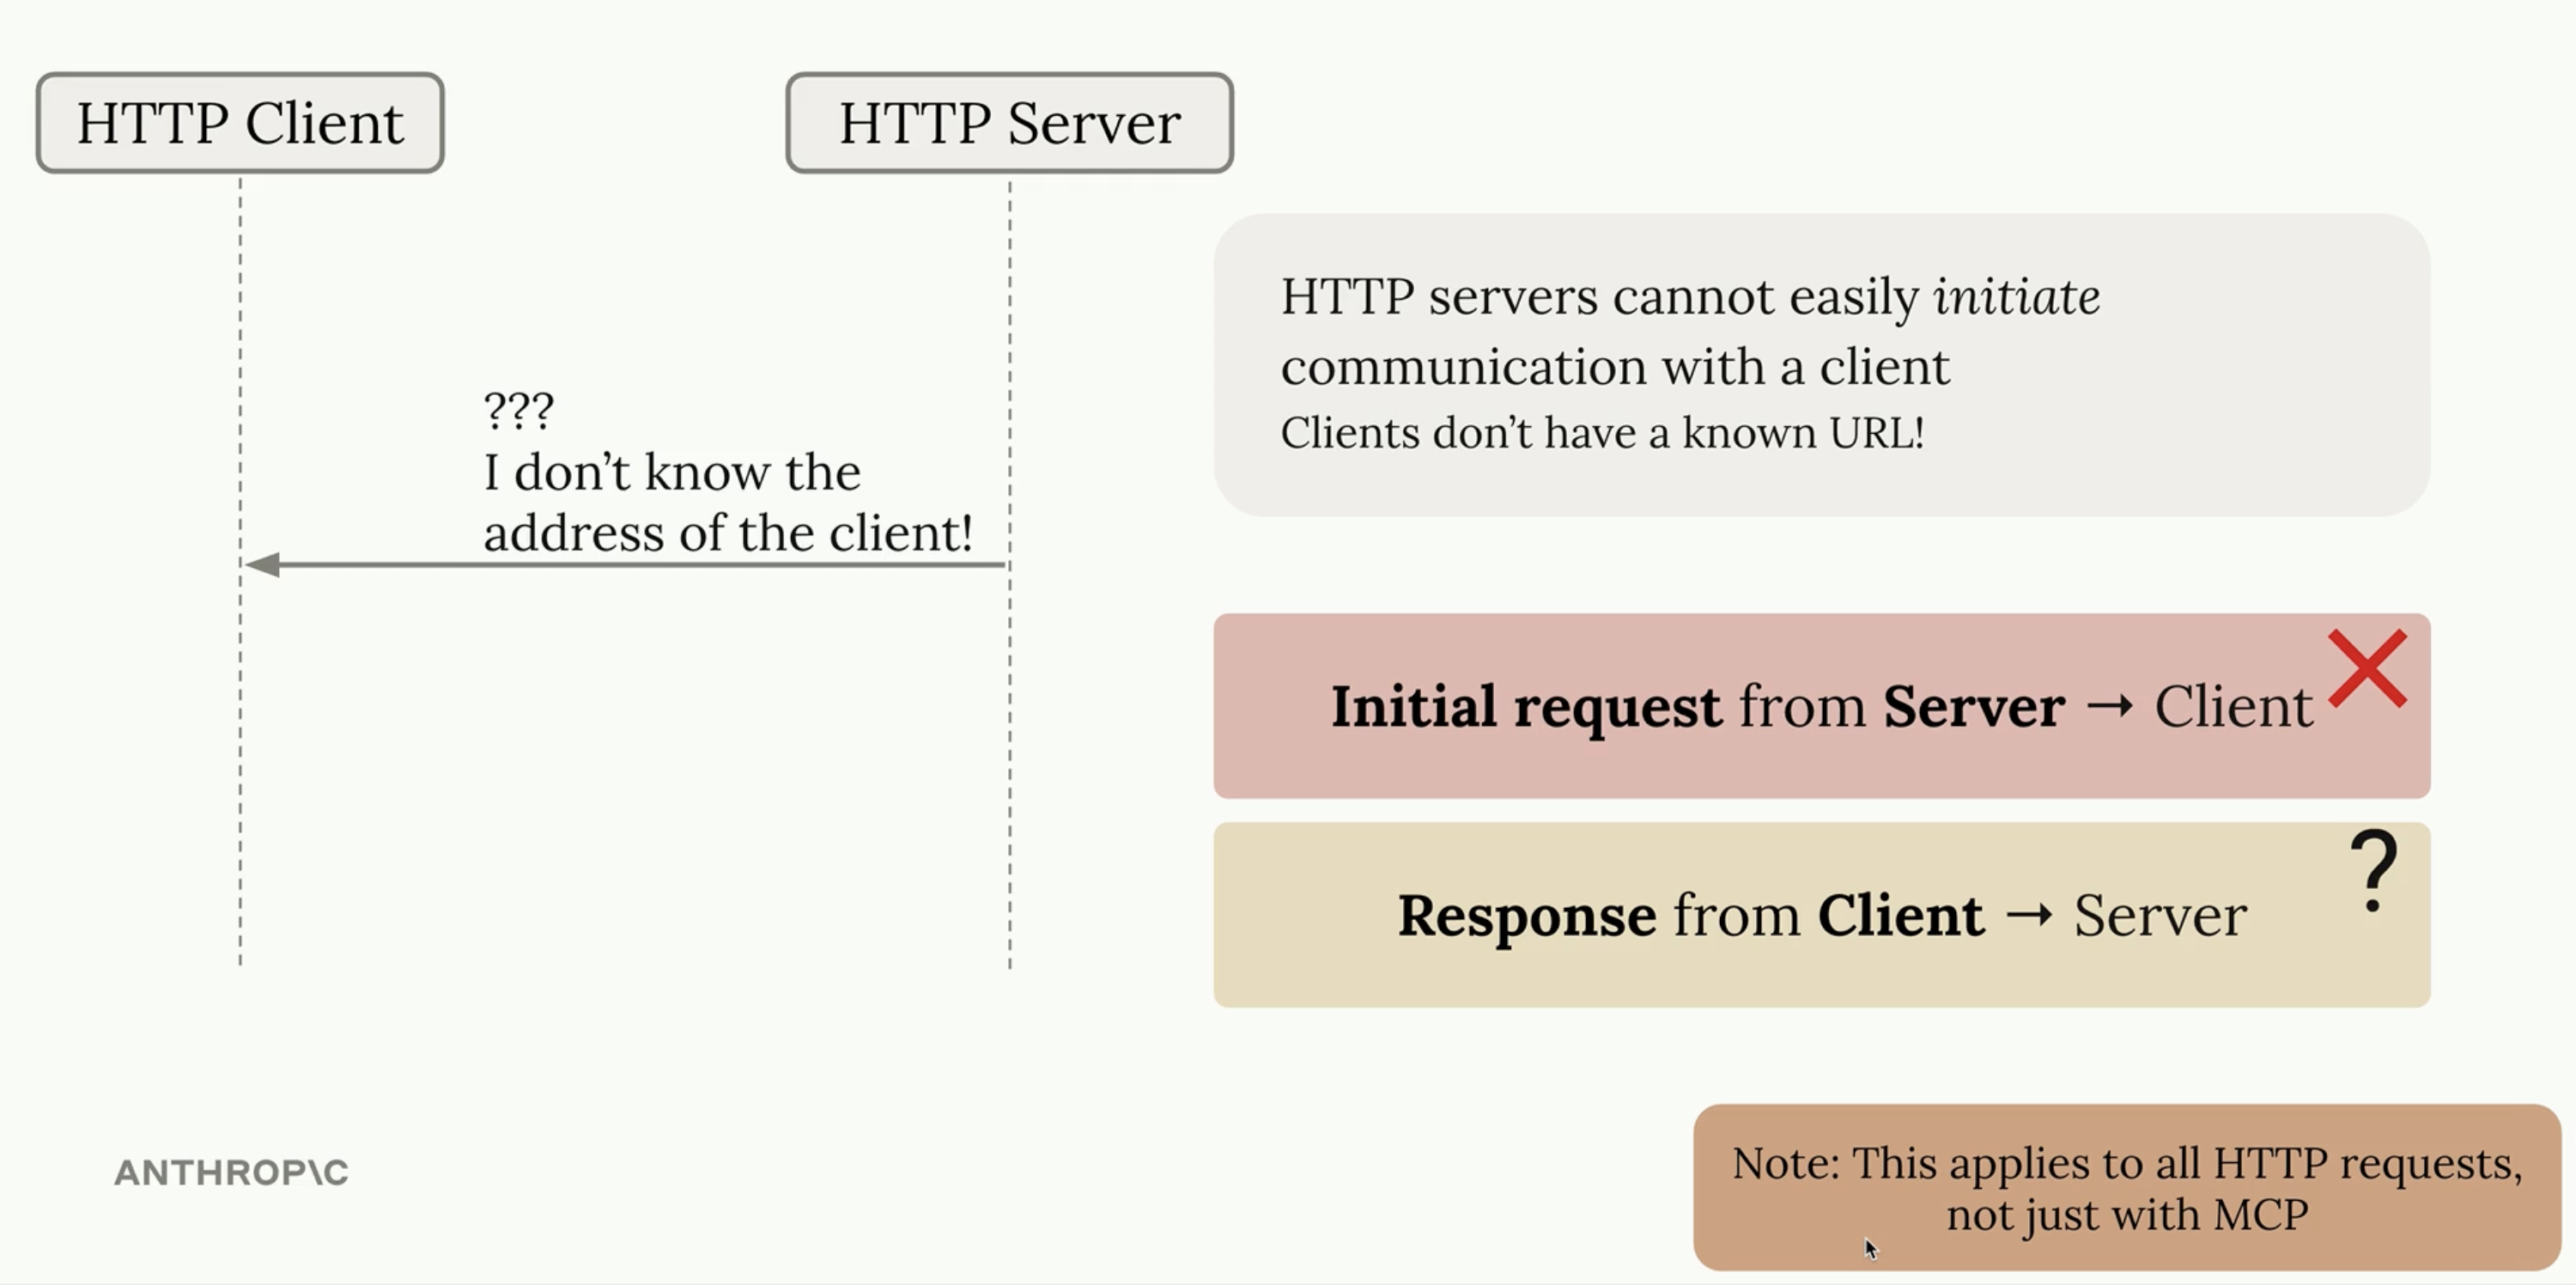 HTTP Client
HTTP Server
???
I don’t know the
address of the client!
HTTP servers cannot easily initiate
communication with a client
Clients don’t have a known URL!
Initial request from Server → Client
Response from Client → Server
?
Note: This applies to all HTTP requests,
not just with MCP
ANTHROP\C